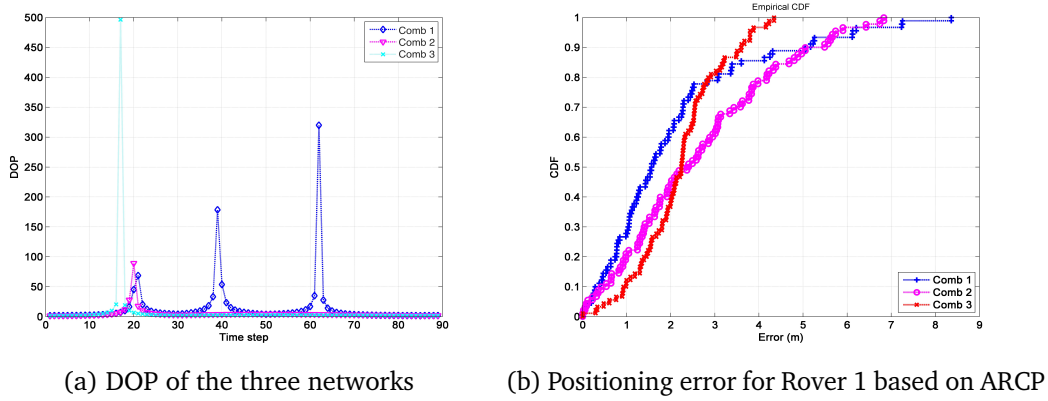 500
450
400
350
300
250
200
150
100
50
0
DOP
0 10 20 30 40 50 60 70 80 90
Time step
Comb 1
Comb 2
Comb 3
(a) DOP of the three networks
Empirical CDF
1
0.9
0.8
0.7
0.6
0.5
0.4
0.3
0.2
0.1
0
CDF
0 1 2 3 4 5 6 7 8 9
Error (m)
Comb 1
Comb 2
Comb 3
(b) Positioning error for Rover 1 based on ARCP